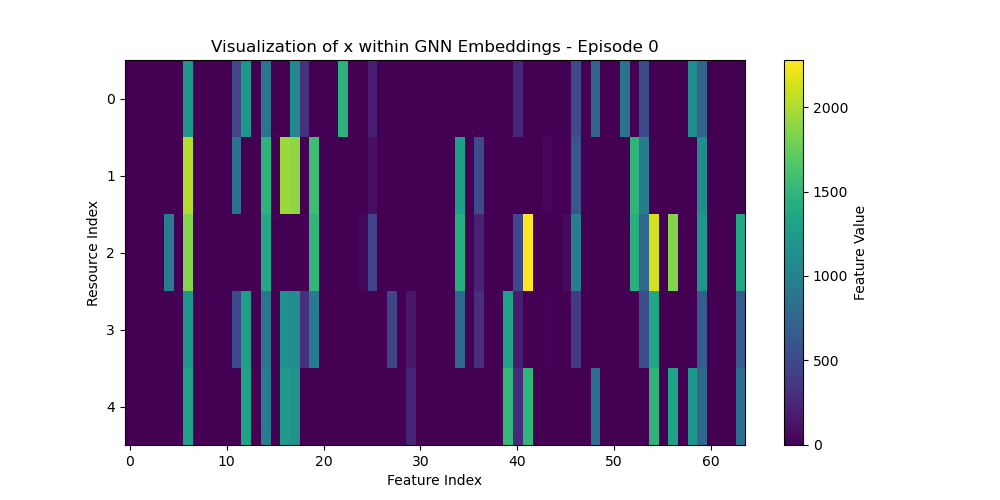 Visualization of x within GNN Embeddings - Episode 0
0
1
2
3
4
Resource Index
0 10 20 30 40 50 60
Feature Index
2000
1500
1000
500
0
Feature Value